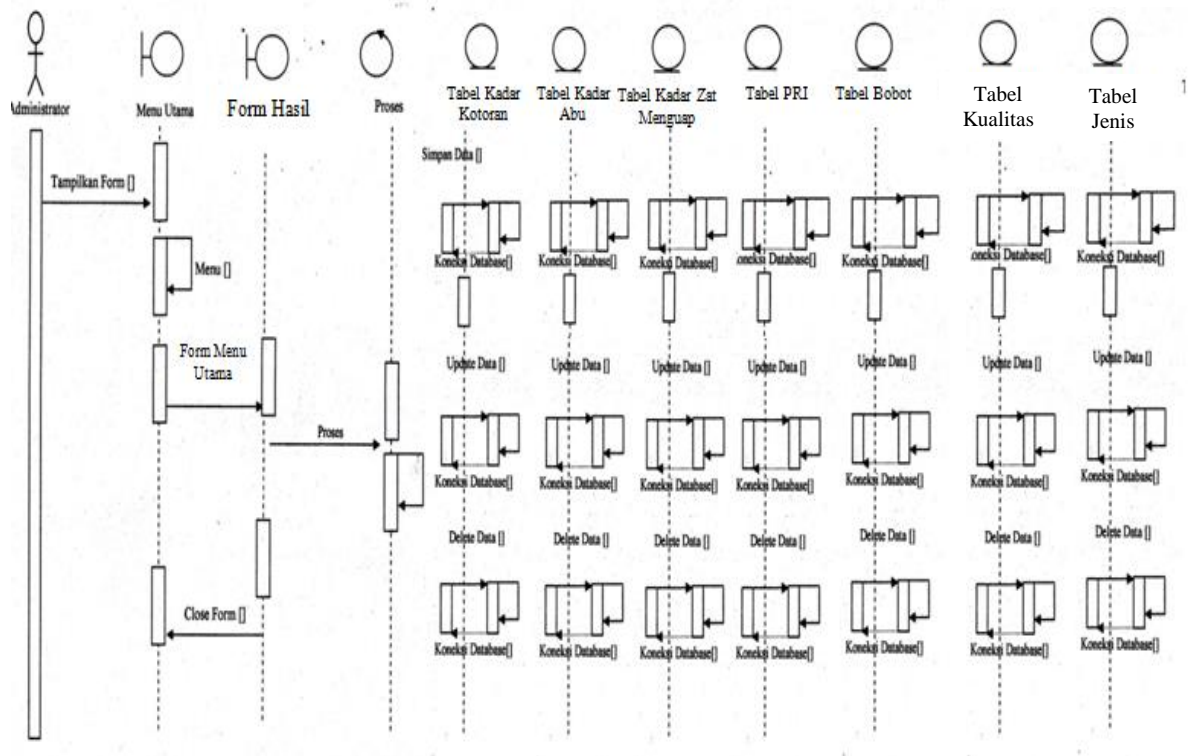 Administrator
Menu Utama
Form Hasil
Proses
Tabel Kadar
Kotoran
Tabel Kadar
Abu
Tabel Kadar Zat
Menguap
Tabel PRI
Tabel Bobot
Tabel
Kualitas
Tabel
Jenis
1
Simpan Data []
Tampilkan Form []
Koneksi Database[]
Koneksi Database[]
Koneksi Database[]
oneksi Database[]
Koneksi Database[]
oneksi Database[]
Koneksi Database[]
Menu []
Form Menu
Utama
Update Data []
Update Data []
Update Data []
Update Data []
Update Data []
Update Data []
Update Data []
Proses
Koneksi Database[]
Koneksi Database[]
Koneksi Database[]
Koneksi Database[]
Koneksi Database[]
Koneksi Database[]
Koneksi Database[]
Delete Data []
Delete Data []
Delete Data []
Delete Data []
Delete Data []
Delete Data []
Delete Data []
Close Form []
Koneksi Database[]
Koneksi Database[]
Koneksi Database[]
Koneksi Database[]
Koneksi Database[]
Koneksi Database[]
Koneksi Database[]